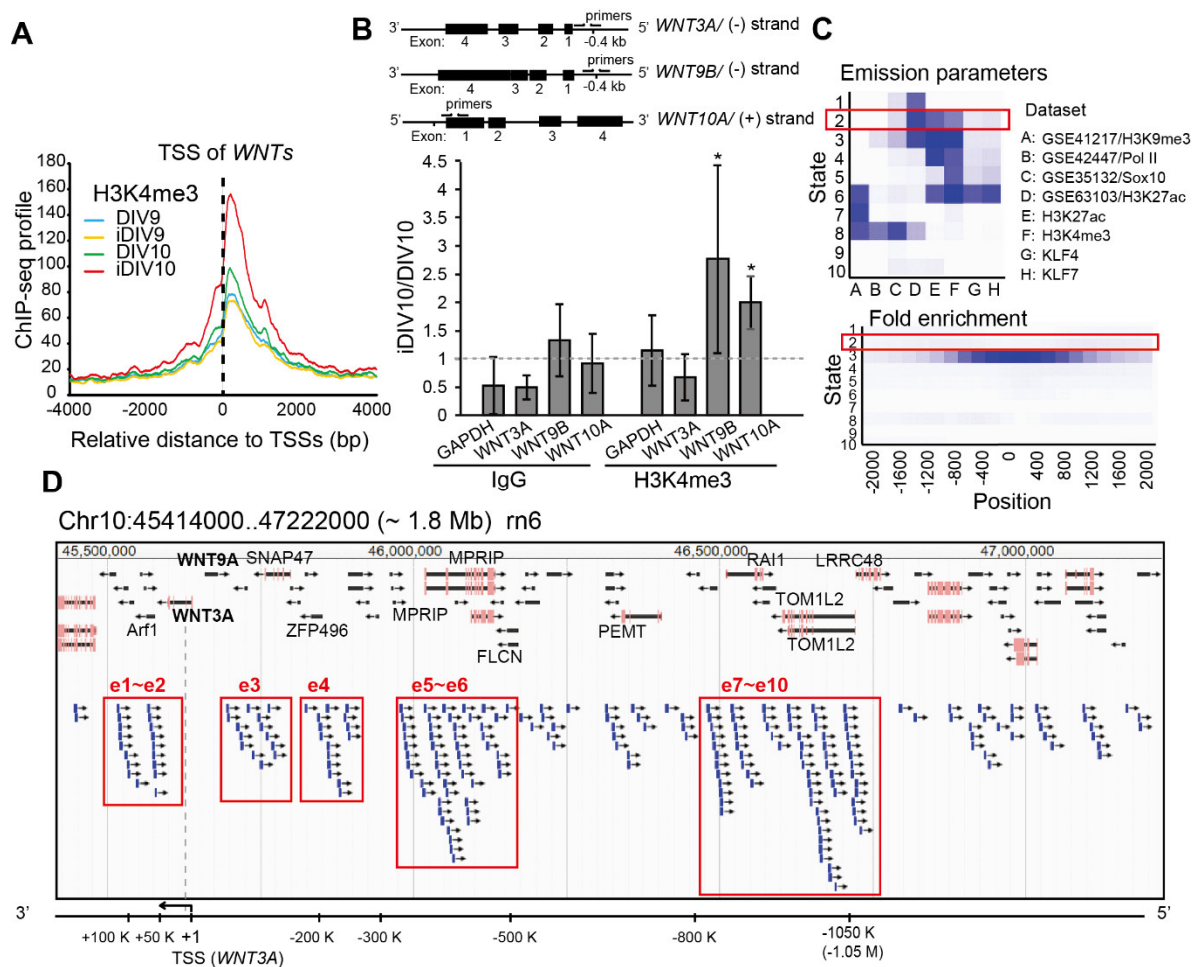 A
TSS of WNTs
H3K4me3
DIV9
iDIV9
DIV10
iDIV10
ChIP-seq profile
180
160
140
120
100
80
60
40
20
0
-4000 -2000 0 2000 4000
Relative distance to TSSs (bp)
B
primers
3' 5' WNT3A/ (-) strand
Exon: 4 3 2 1 -0.4 kb
primers
3' 5' WNT9B/ (-) strand
Exon: 4 3 2 1 -0.4 kb
primers
5' 3' WNT10A/ (+) strand
Exon: 1 2 3 4
iDIV10/DIV10
4.5
4
3.5
3
2.5
2
1.5
1
0.5
0
* *
GAPDH WNT3A WNT9B WNT10A GAPDH WNT3A WNT9B WNT10A
IgG H3K4me3
C
Emission parameters
State
1
2
3
4
5
6
7
8
9
10
A B C D E F G H
Dataset
A: GSE41217/H3K9me3
B: GSE42447/Pol II
C: GSE35132/Sox10
D: GSE63103/H3K27ac
E: H3K27ac
F: H3K4me3
G: KLF4
H: KLF7
Fold enrichment
State
1
2
3
4
5
6
7
8
9
10
-2000 -1200 -800 -400 0 400 800 1200 1600 2000
Position
D
Chr10:45414000..47222000 (~ 1.8 Mb) rn6
45,500,000 46,000,000 46,500,000 47,000,000
WNT9A SNAP47 MPRIP RAI1 LRRC48
Arf1 WNT3A ZFP496 MPRIP FLCN PEMT TOM1L2
TOM1L2
e1~e2 e3 e4 e5~e6 e7~e10
3' 5'
+100 K +50 K +1 -200 K -300 K -500 K -800 K -1050 K
TSS (WNT3A) (-1.05 M)